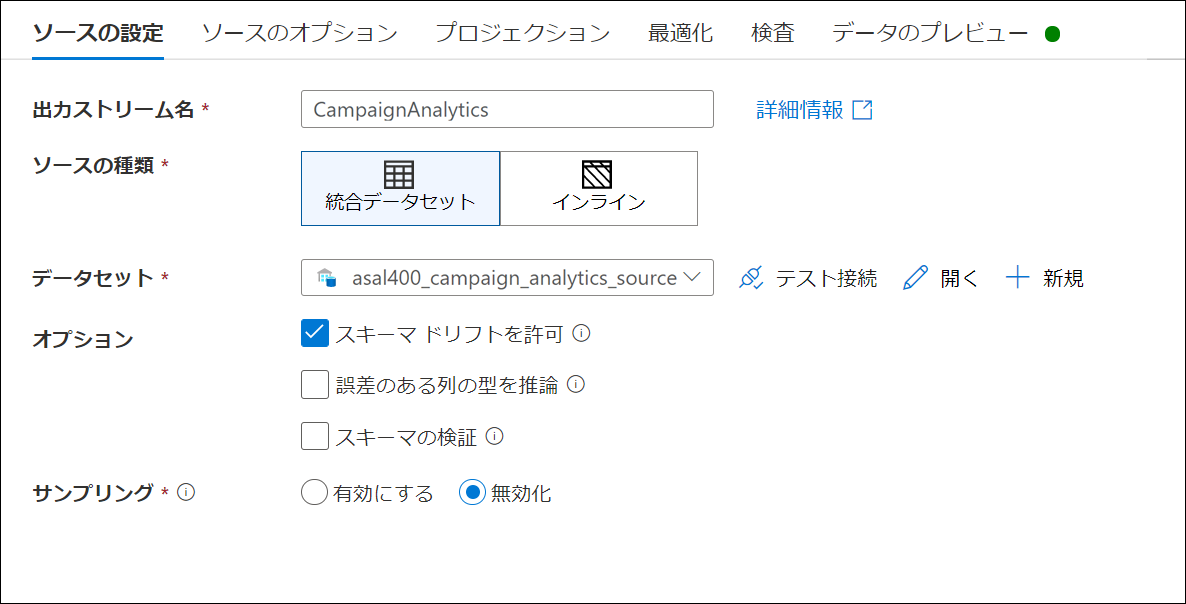 ソースの設定 ソースのオプション プロジェクション 最適化 検査 データのプレビュー
出力ストリーム名 * CampaignAnalytics 詳細情報
ソースの種類 * 統合データセット インライン
データセット * asal400_campaign_analytics_source テスト接続 開く 新規
オプション スキーマ ドリフトを許可
誤差のある列の型を推論
スキーマの検証
サンプリング * 有効にする 無効化